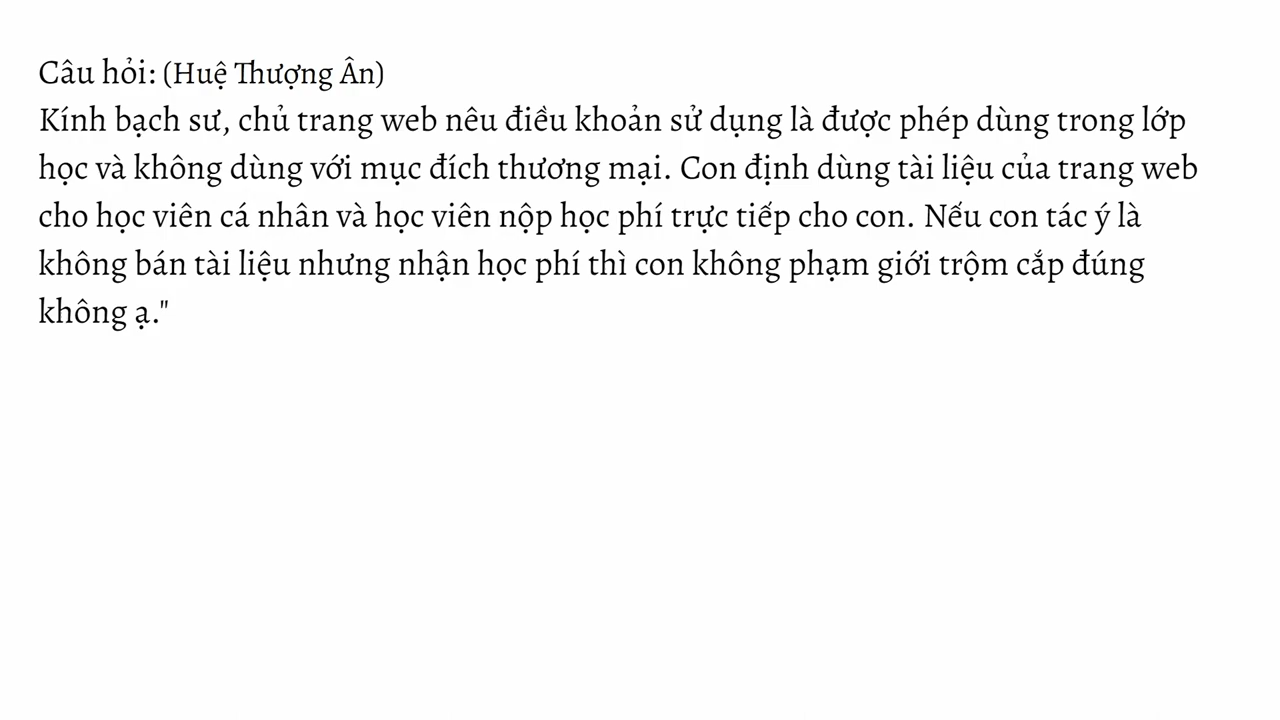 Câu hỏi: (Huệ Thượng Ân)
Kính bạch sư, chủ trang web nêu điều khoản sử dụng là được phép dùng trong lớp
học và không dùng với mục đích thương mại. Con định dùng tài liệu của trang web
cho học viên cá nhân và học viên nộp học phí trực tiếp cho con. Nếu con tác ý là
không bán tài liệu nhưng nhận học phí thì con không phạm giới trộm cắp đúng
không ạ."